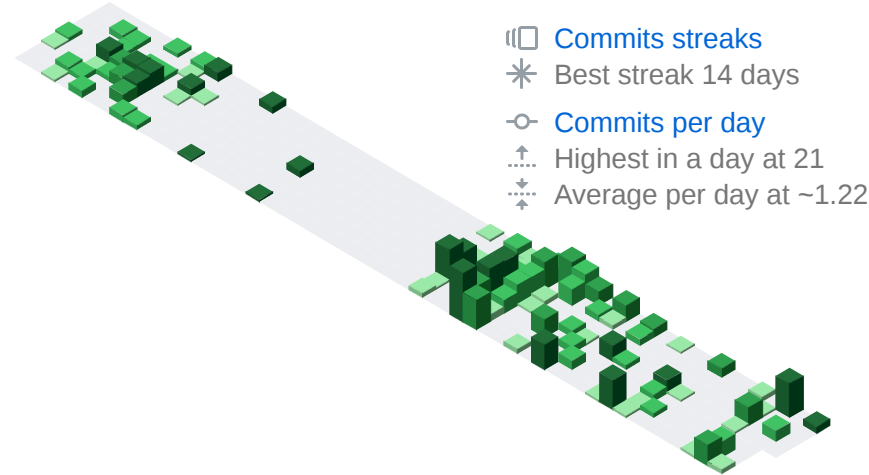 Commits streaks
Best streak 14 days
Commits per day
Highest in a day at 21
Average per day at ~1.22